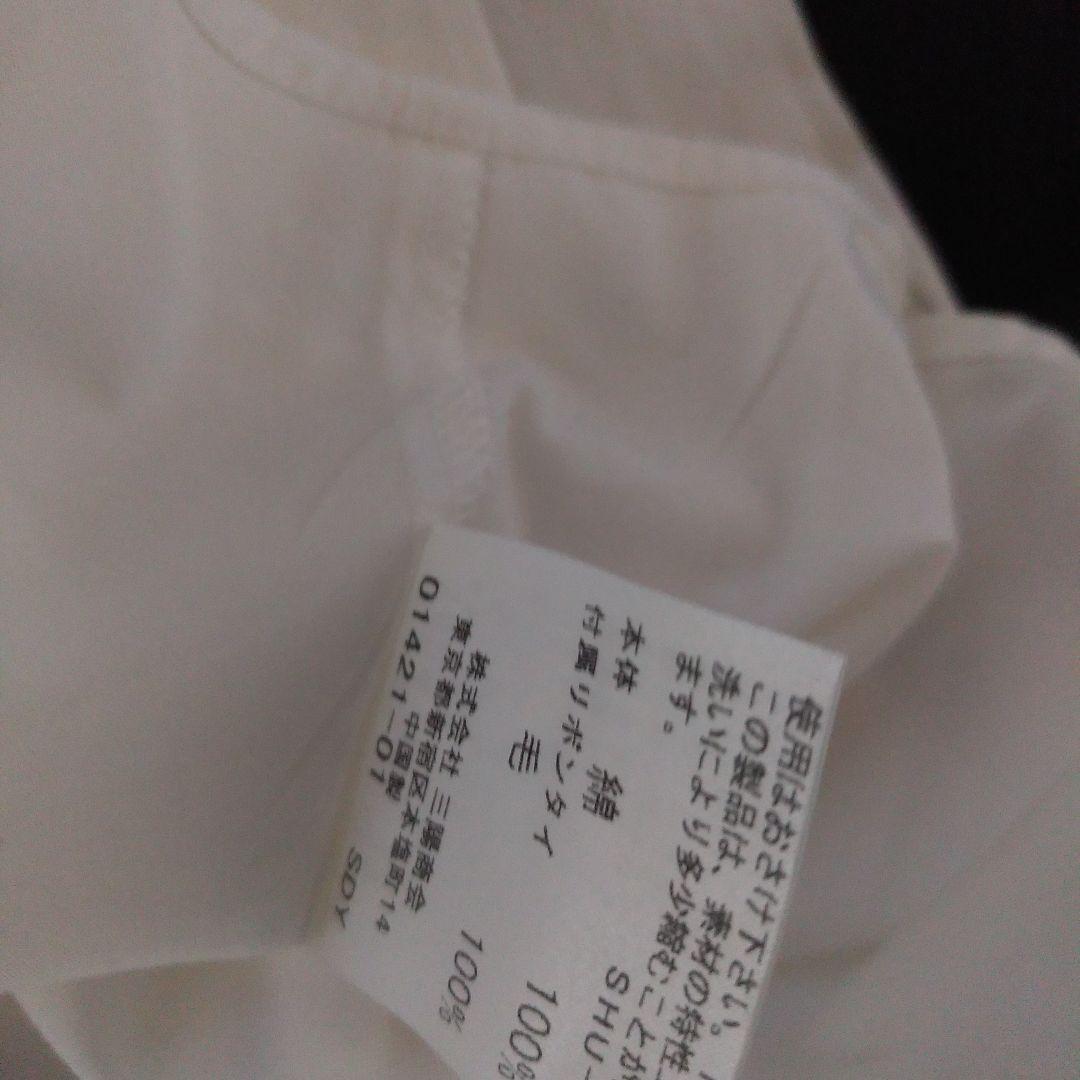 使用はおさけ下さい。
この製品は、素材の特性
洗いにより多少縮むことが
ます。
SHU-
本体 綿 100%
付属リボンタイ
毛 100%
株式会社 三陽商会
東京都新宿区本塩町14
中国製
01421-01 SDY